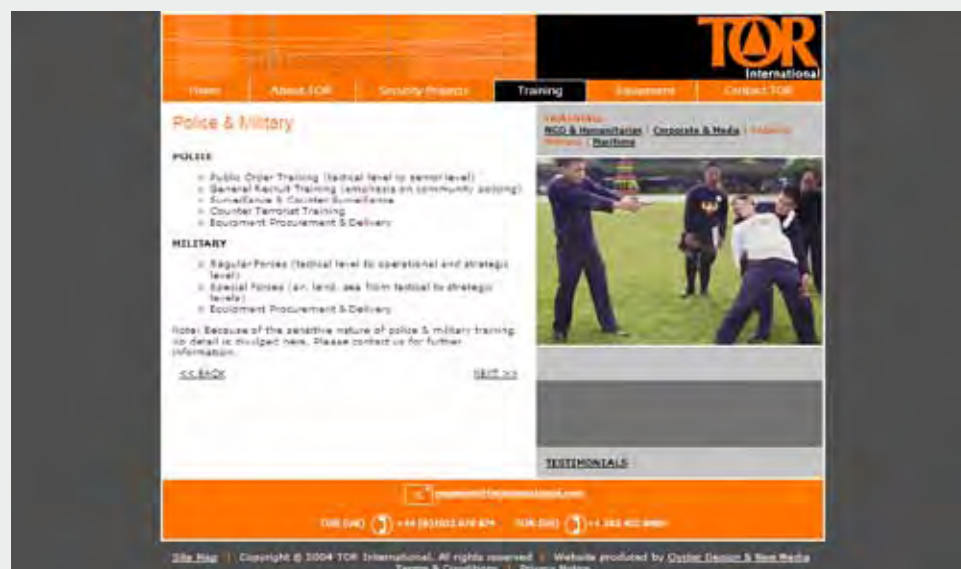 TOR
International
Home About TOR Security Projects Training Equipment Contact TOR
Police & Military
TRAINING:
NGO & Humanitarian | Corporate & Media |
Maritime
POLICE
Public Order Training (tactical level to senior level)
General Recruit Training (emphasis on community policing)
Surveillance & Counter Surveillance
Counter Terrorist Training
Equipment Procurement & Delivery
MILITARY
Regular Forces (tactical level to operational and strategic
level)
Special Forces (air, land, sea from tactical to strategic
levels)
Equipment Procurement & Delivery
Note: Because of the sensitive nature of police & military training
no detail is divulged here. Please contact us for further
information.
<< BACK NEXT >>
TESTIMONIALS
TOR (UK) TOR (US)
Site Map | Copyright © 2004 TOR International. All rights reserved | Website produced by Oyster Design & New Media
Terms & Conditions | Privacy Notice